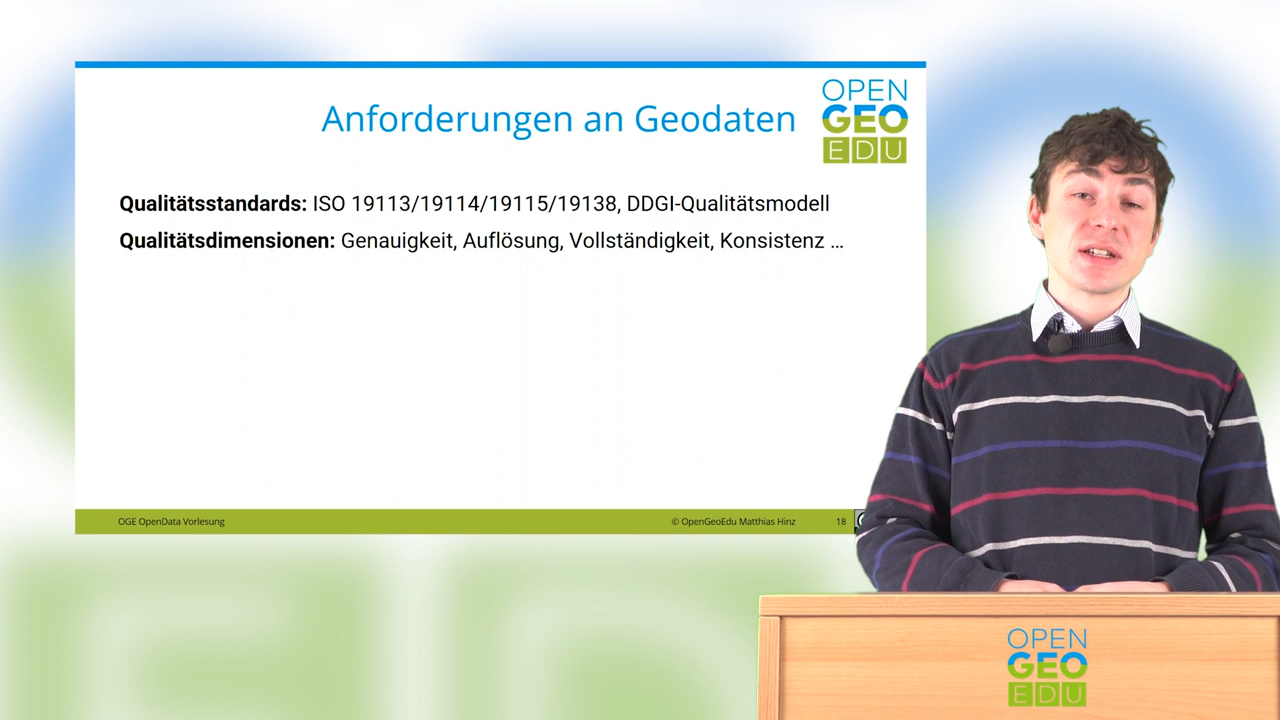 Anforderungen an Geodaten
OPEN
GEO
EDU
Qualitätsstandards: ISO 19113/19114/19115/19138, DDGI-Qualitätsmodell
Qualitätsdimensionen: Genauigkeit, Auflösung, Vollständigkeit, Konsistenz ...
OGE OpenData Vorlesung
© OpenGeoEdu Matthias Hinz
18
OPEN
GEO
EDU